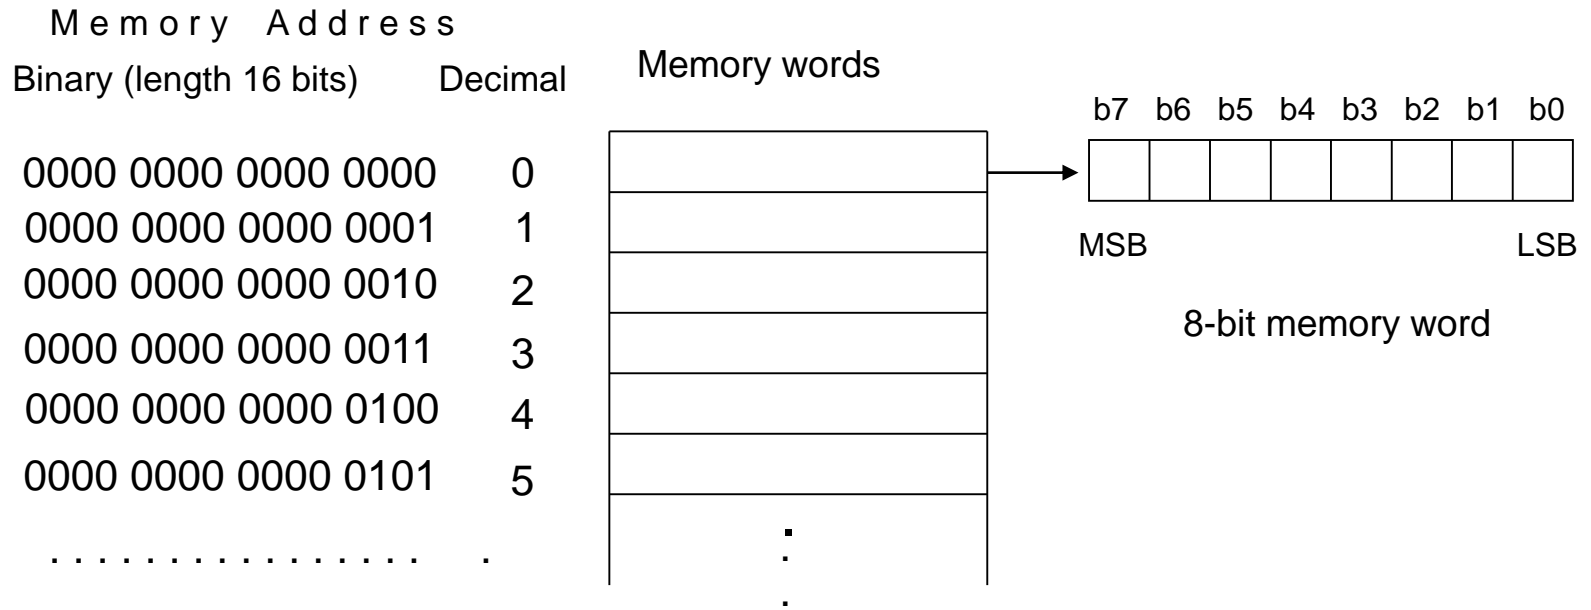 M e m o r y   A d d r e s s
Binary (length 16 bits)   Decimal   Memory words
b7 b6 b5 b4 b3 b2 b1 b0
0000 0000 0000 0000   0
0000 0000 0000 0001   1
MSB   LSB
0000 0000 0000 0010   2
8-bit memory word
0000 0000 0000 0011   3
0000 0000 0000 0100   4
0000 0000 0000 0101   5
. . . . . . . . . . . . . . . .   .